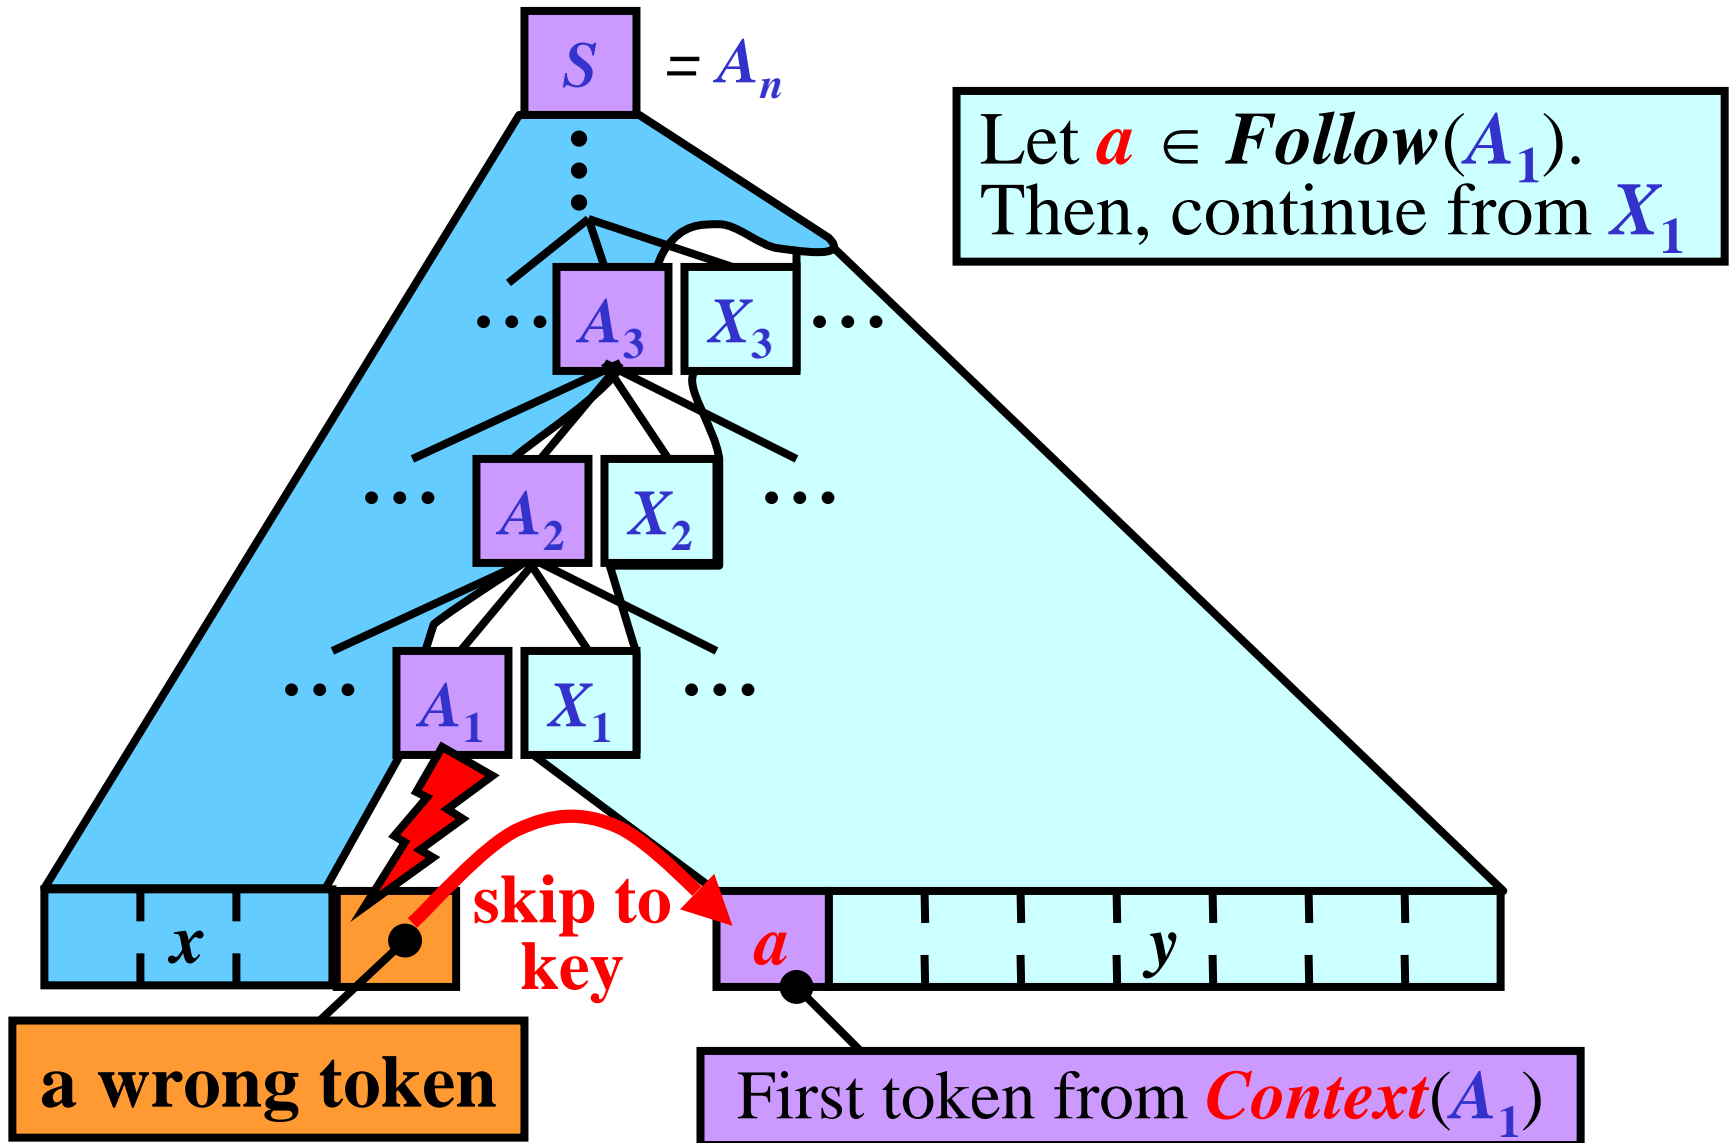 S = Aₙ
Let a ∈ Follow(A₁).
Then, continue from X₁
••• A₃ X₃ •••
••• A₂ X₂ •••
••• A₁ X₁ •••
skip to
key
x a y
a wrong token
First token from Context(A₁)